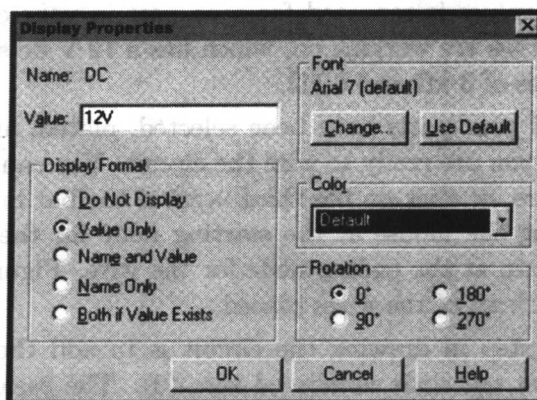 Display Properties
Name: DC
Value: 12V
Font
Arial 7 (default)
Change...
Use Default
Display Format
Do Not Display
Value Only
Name and Value
Name Only
Both if Value Exists
Color
Default
Rotation
0°
180°
90°
270°
OK
Cancel
Help